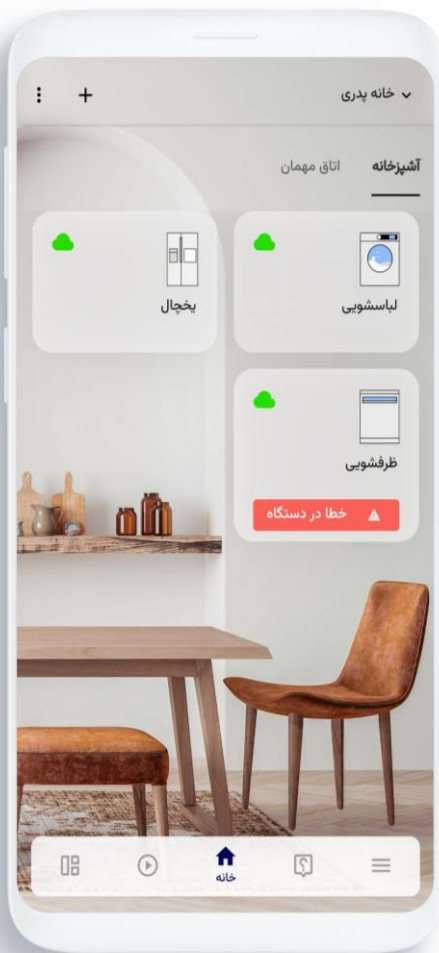 خانه پدری
آشپزخانه
اتاق مهمان
لباسشویی
یخچال
ظرفشویی
خطا در دستگاه
خانه